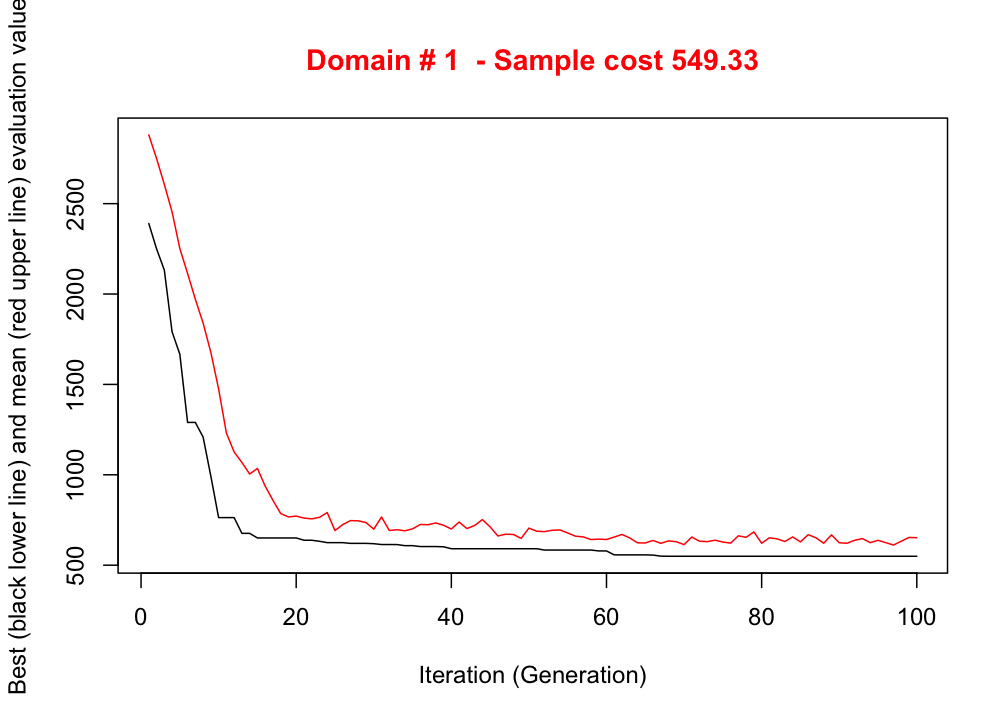 Domain # 1 - Sample cost 549.33
Best (black lower line) and mean (red upper line) evaluation value
2500
2000
1500
1000
500
0 20 40 60 80 100
Iteration (Generation)